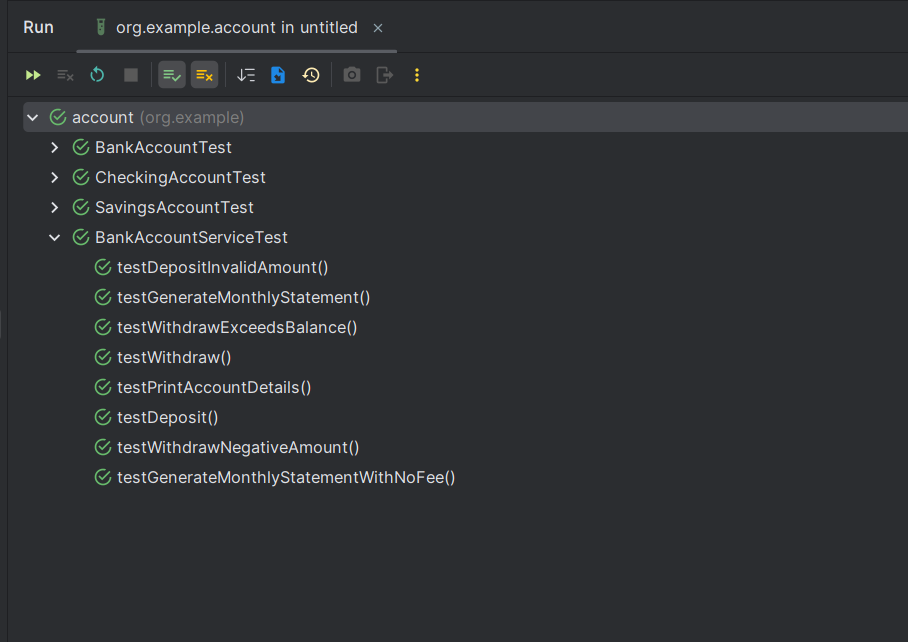 Run org.example.account in untitled
account (org.example)
BankAccountTest
CheckingAccountTest
SavingsAccountTest
BankAccountServiceTest
testDepositInvalidAmount()
testGenerateMonthlyStatement()
testWithdrawExceedsBalance()
testWithdraw()
testPrintAccountDetails()
testDeposit()
testWithdrawNegativeAmount()
testGenerateMonthlyStatementWithNoFee()